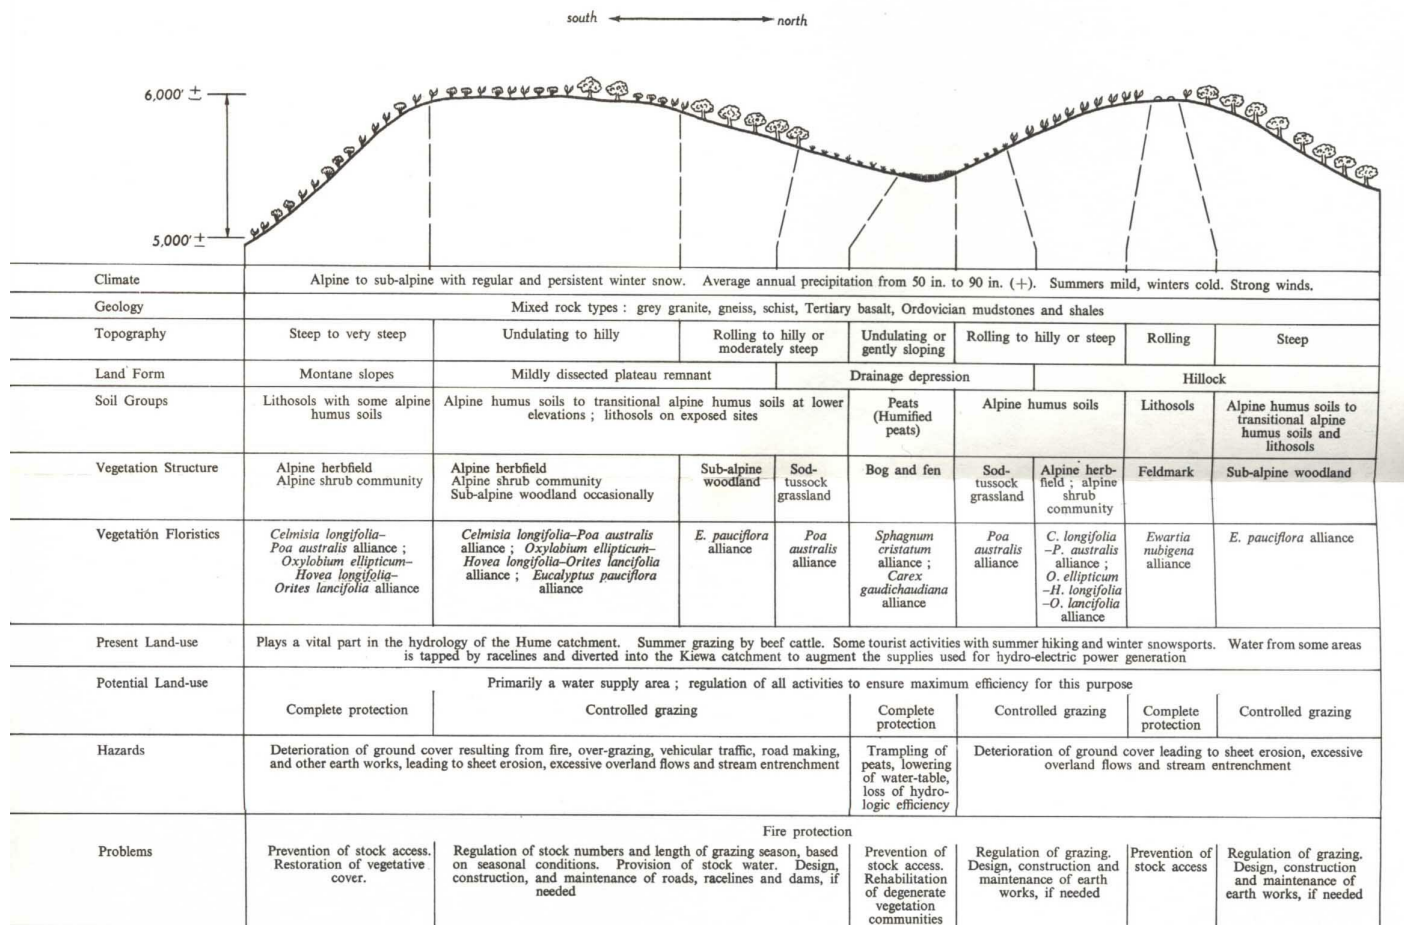 south north
6,000' ±
5,000' ±
Climate
Alpine to sub-alpine with regular and persistent winter snow. Average annual precipitation from 50 in. to 90 in. (+). Summers mild, winters cold. Strong winds.
Geology
Mixed rock types : grey granite, gneiss, schist, Tertiary basalt, Ordovician mudstones and shales
Topography
Steep to very steep
Undulating to hilly
Rolling to hilly or
moderately steep
Undulating or
gently sloping
Rolling to hilly or steep
Rolling
Steep
Land Form
Montane slopes
Mildly dissected plateau remnant
Drainage depression
Hillock
Soil Groups
Lithosols with some alpine
humus soils
Alpine humus soils to transitional alpine humus soils at lower
elevations ; lithosols on exposed sites
Peats
(Humified
peats)
Alpine humus soils
Lithosols
Alpine humus soils to
transitional alpine
humus soils and
lithosols
Vegetation Structure
Alpine herbfield
Alpine shrub community
Alpine herbfield
Alpine shrub community
Sub-alpine woodland occasionally
Sub-alpine
woodland
Sod-
tussock
grassland
Bog and fen
Sod-
tussock
grassland
Alpine herb-
field ; alpine
shrub
community
Feldmark
Sub-alpine woodland
Vegetation Floristics
Celmisia longifolia–
Poa australis alliance ;
Oxylobium ellipticum–
Hovea longifolia–
Orites lancifolia alliance
Celmisia longifolia–Poa australis
alliance ; Oxylobium ellipticum–
Hovea longifolia–Orites lancifolia
alliance ; Eucalyptus pauciflora
alliance
E. pauciflora
alliance
Poa
australis
alliance
Sphagnum
cristatum
alliance ;
Carex
gaudichaudiana
alliance
Poa
australis
alliance
C. longifolia
–P. australis
alliance ;
O. ellipticum
–H. longifolia
–O. lancifolia
alliance
Ewartia
nubigena
alliance
E. pauciflora alliance
Present Land-use
Plays a vital part in the hydrology of the Hume catchment. Summer grazing by beef cattle. Some tourist activities with summer hiking and winter snowsports. Water from some areas
is tapped by racelines and diverted into the Kiewa catchment to augment the supplies used for hydro-electric power generation
Potential Land-use
Primarily a water supply area ; regulation of all activities to ensure maximum efficiency for this purpose
Complete protection
Controlled grazing
Complete
protection
Controlled grazing
Complete
protection
Controlled grazing
Hazards
Deterioration of ground cover resulting from fire, over-grazing, vehicular traffic, road making,
and other earth works, leading to sheet erosion, excessive overland flows and stream entrenchment
Trampling of
peats, lowering
of water-table,
loss of hydro-
logic efficiency
Deterioration of ground cover leading to sheet erosion, excessive
overland flows and stream entrenchment
Problems
Fire protection
Prevention of stock access.
Restoration of vegetative
cover.
Regulation of stock numbers and length of grazing season, based
on seasonal conditions. Provision of stock water. Design,
construction, and maintenance of roads, racelines and dams, if
needed
Prevention of
stock access.
Rehabilitation
of degenerate
vegetation
communities
Regulation of grazing.
Design, construction and
maintenance of earth
works, if needed
Prevention of
stock access
Regulation of grazing.
Design, construction
and maintenance of
earth works, if needed